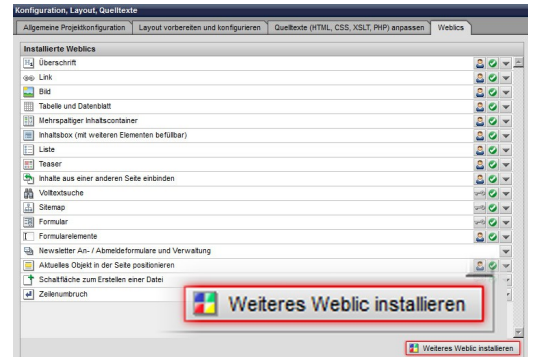 Konfiguration, Layout, Quelltexte
Allgemeine Projektkonfiguration Layout vorbereiten und konfigurieren Quelltexte (HTML, CSS, XSLT, PHP) anpassen Weblics
Installierte Weblics
Überschrift
Link
Bild
Tabelle und Datenblatt
Mehrspaltiger Inhaltscontainer
Inhaltsbox (mit weiteren Elementen befüllbar)
Liste
Teaser
Inhalte aus einer anderen Seite einbinden
Volltextsuche
Sitemap
Formular
Formularelemente
Newsletter An- / Abmeldeformulare und Verwaltung
Aktuelles Objekt in der Seite positionieren
Schaltfläche zum Erstellen einer Datei
Zeilenumbruch
Weiteres Weblic installieren
Weiteres Weblic installieren